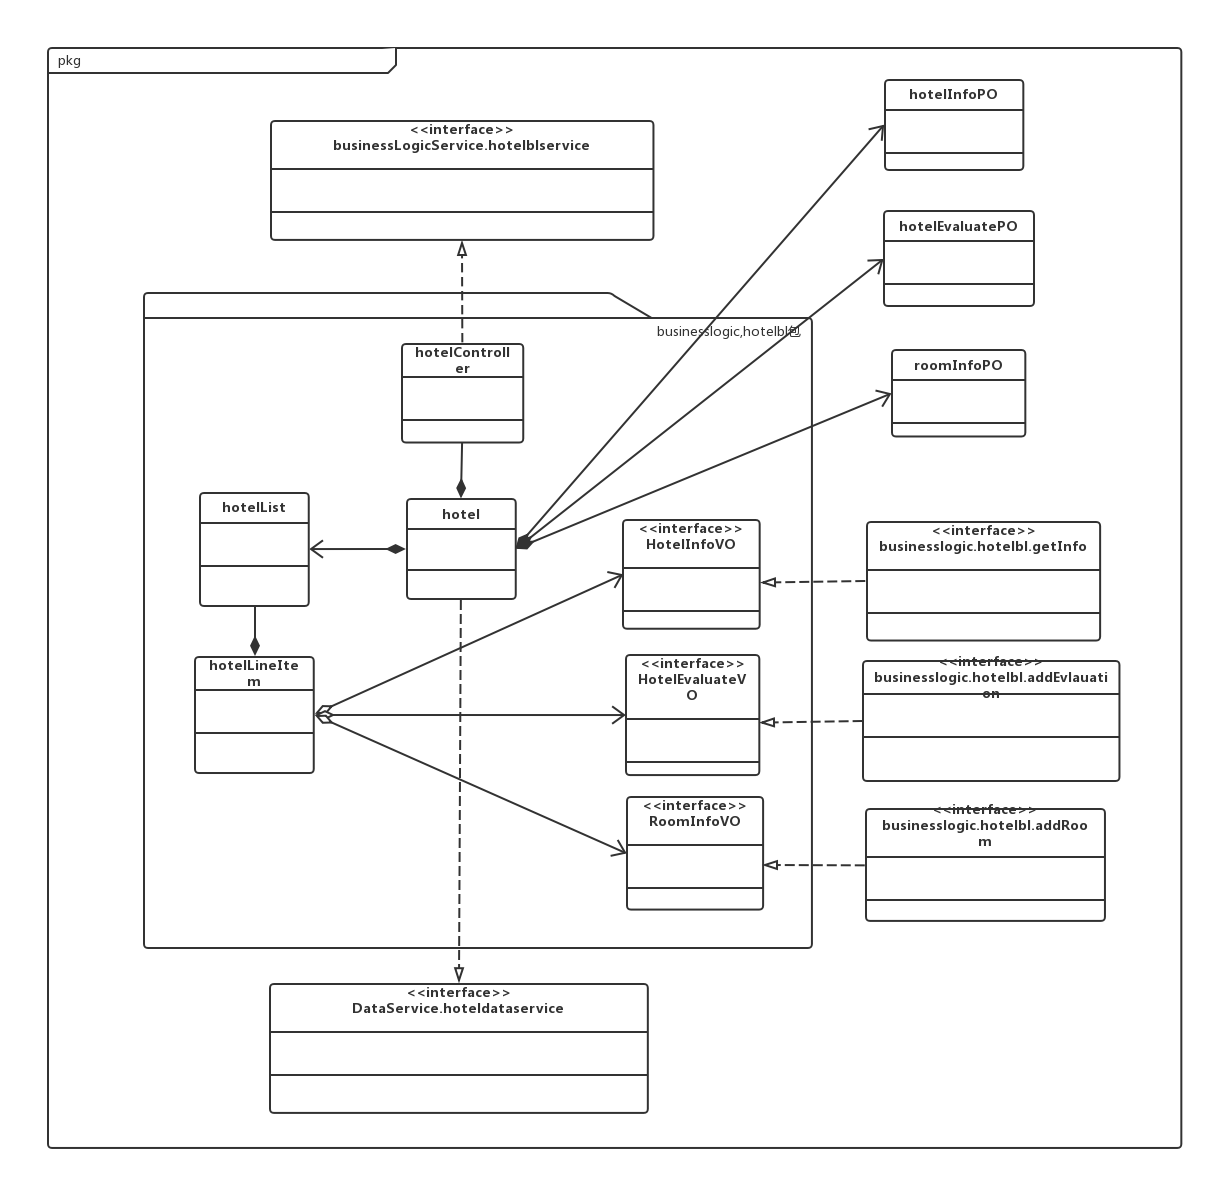 pkg
hotelInfoPO
<<interface>>
businessLogicService.hotelblservice
hotelEvaluatePO
businesslogic,hotelbl包
hotelControll
er
roomInfoPO
hotelList
hotel
<<interface>>
HotelInfoVO
<<interface>>
businesslogic.hotelbl.getInfo
hotelLineIte
m
<<interface>>
HotelEvaluateV
O
<<interface>>
businesslogic.hotelbl.addEvlauati
on
<<interface>>
RoomInfoVO
<<interface>>
businesslogic.hotelbl.addRoo
m
<<interface>>
DataService.hoteldataservice